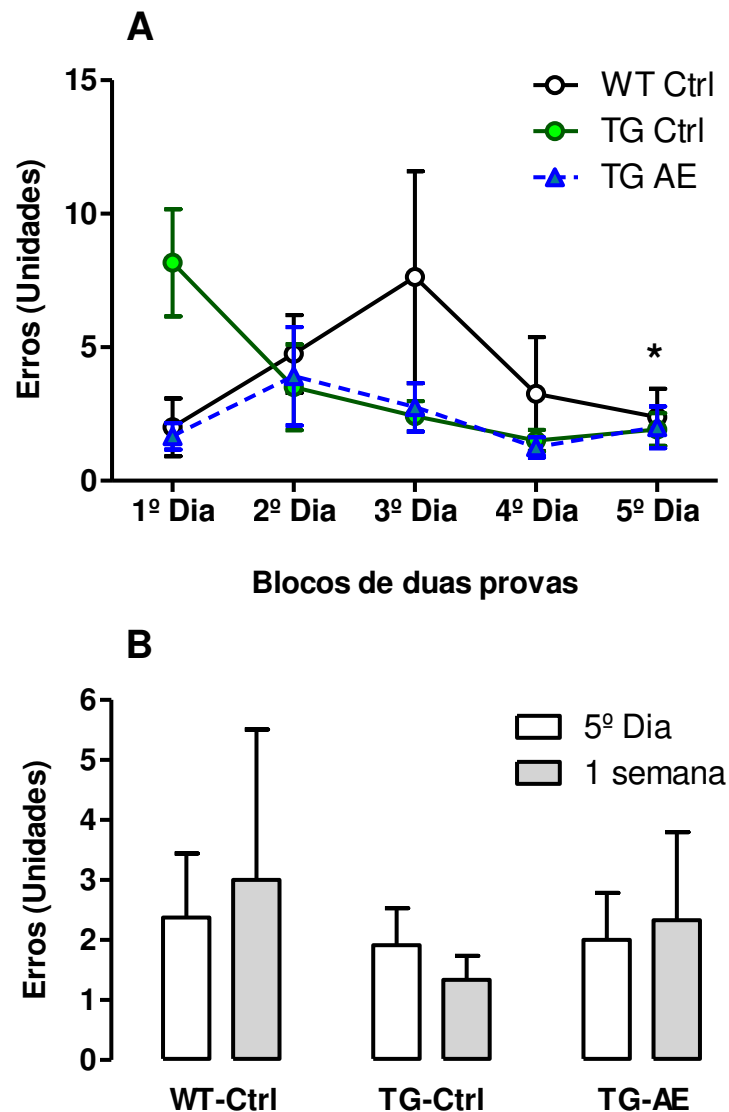 A
15
10
5
0
Erros (Unidades)
WT Ctrl
TG Ctrl
TG AE
*
1º Dia 2º Dia 3º Dia 4º Dia 5º Dia
Blocos de duas provas
B
6
5
4
3
2
1
0
Erros (Unidades)
5º Dia
1 semana
WT-Ctrl TG-Ctrl TG-AE